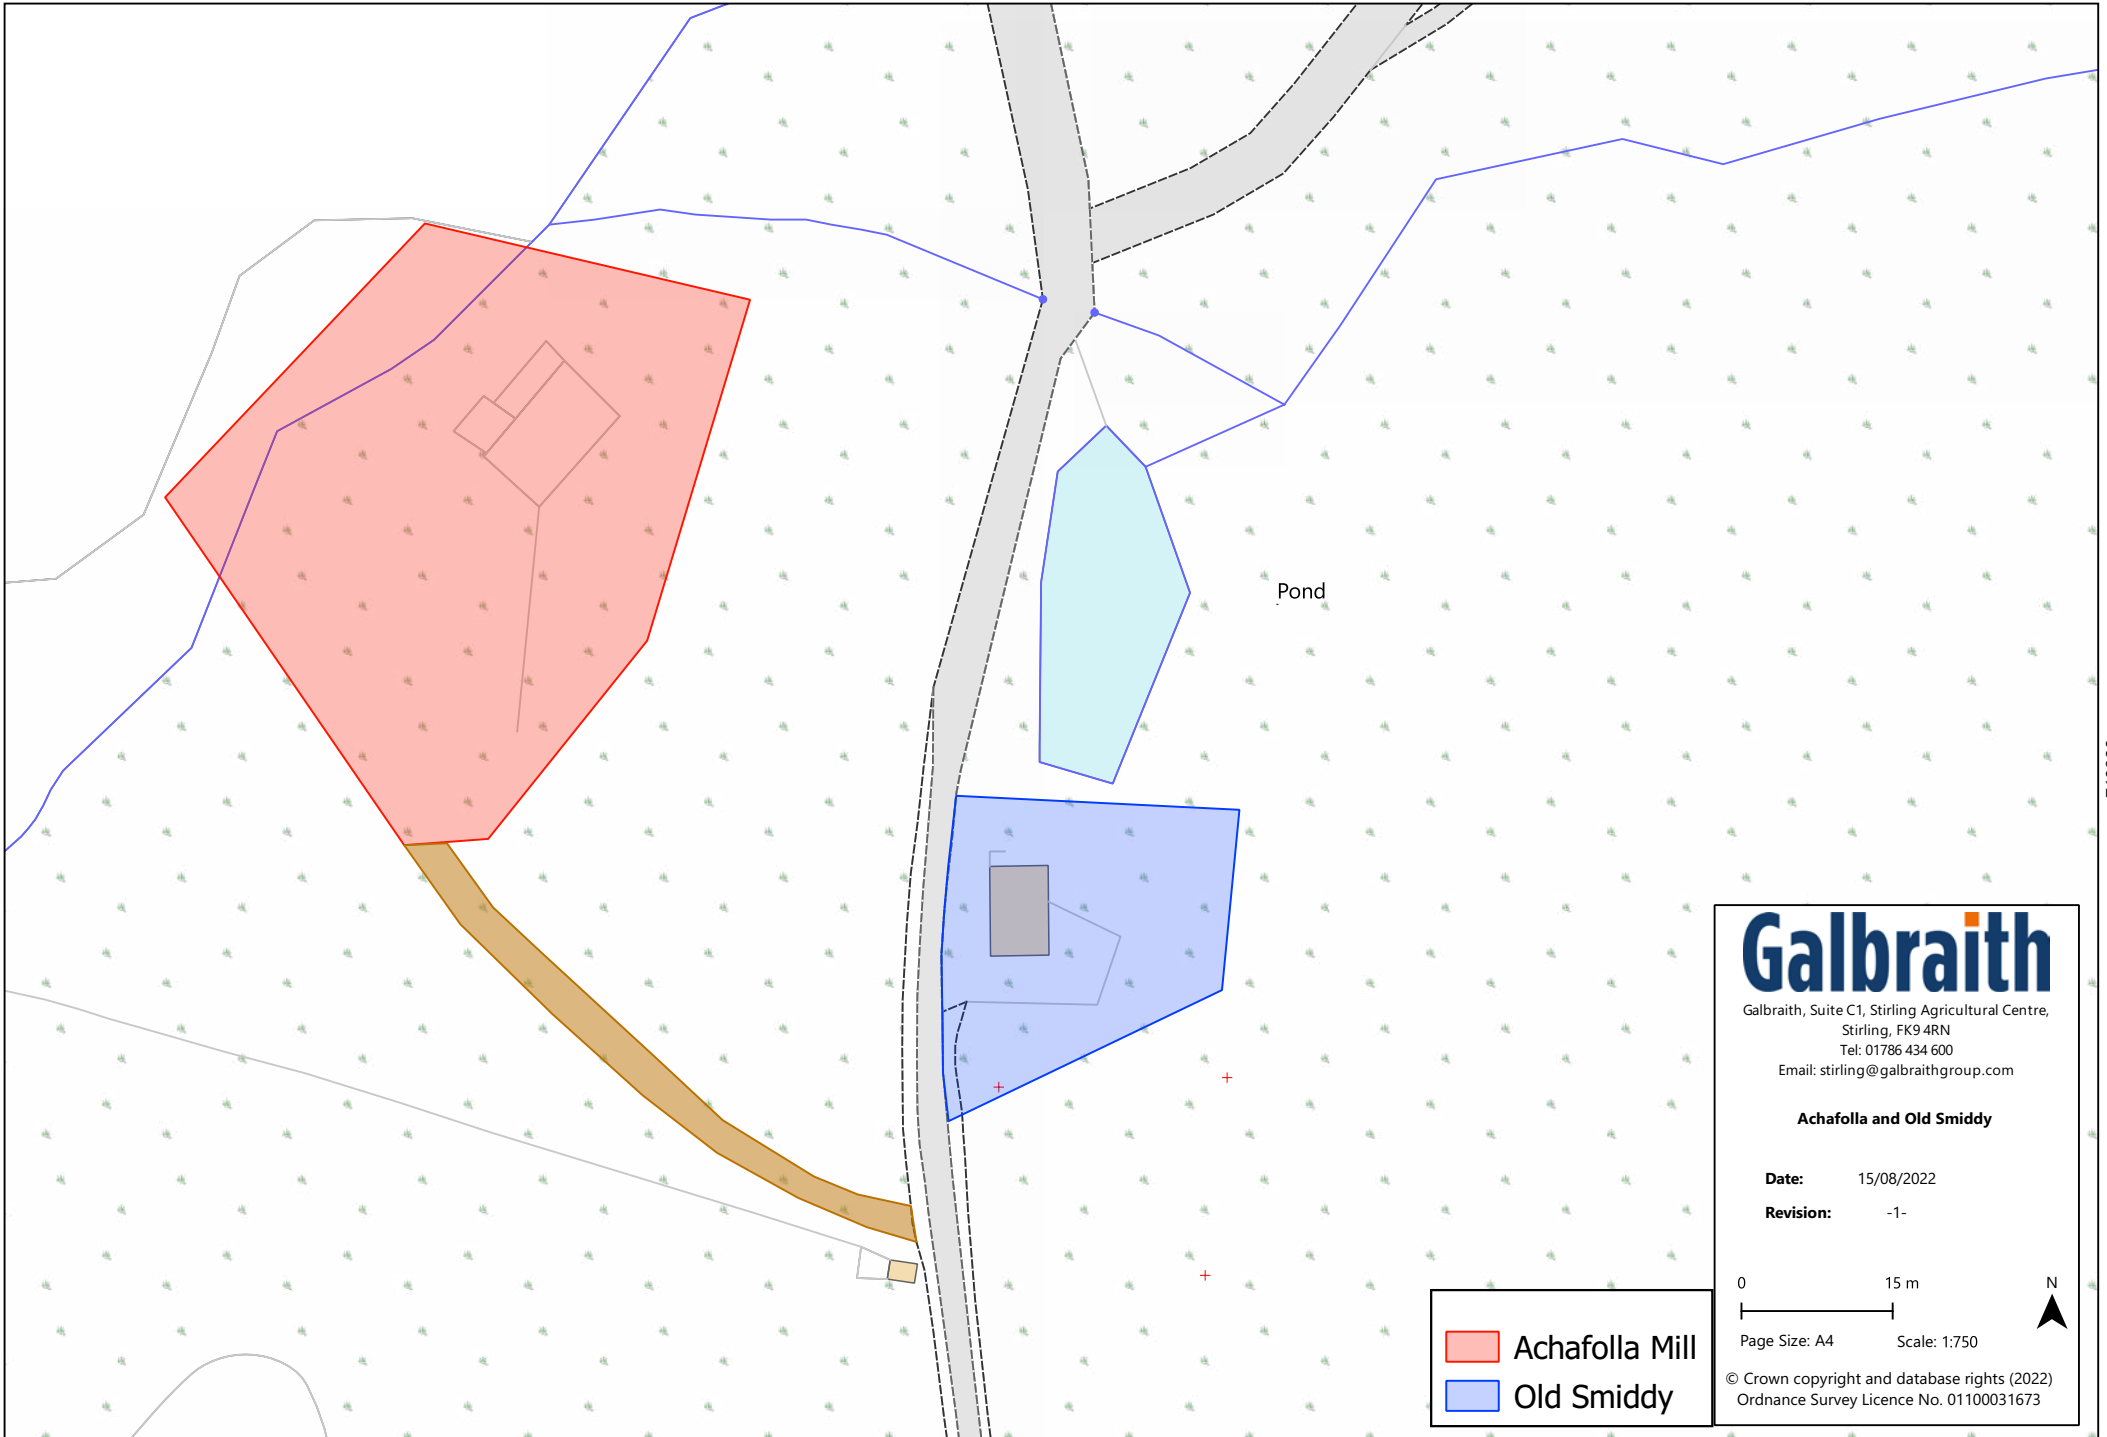 Pond
Galbraith
Galbraith, Suite C1, Stirling Agricultural Centre,
Stirling, FK9 4RN
Tel: 01786 434 600
Email: stirling@galbraithgroup.com
Achafolla and Old Smiddy
Date: 15/08/2022
Revision: -1-
0 15 m N
Page Size: A4 Scale: 1:750
© Crown copyright and database rights (2022)
Ordnance Survey Licence No. 01100031673
Achafolla Mill
Old Smiddy